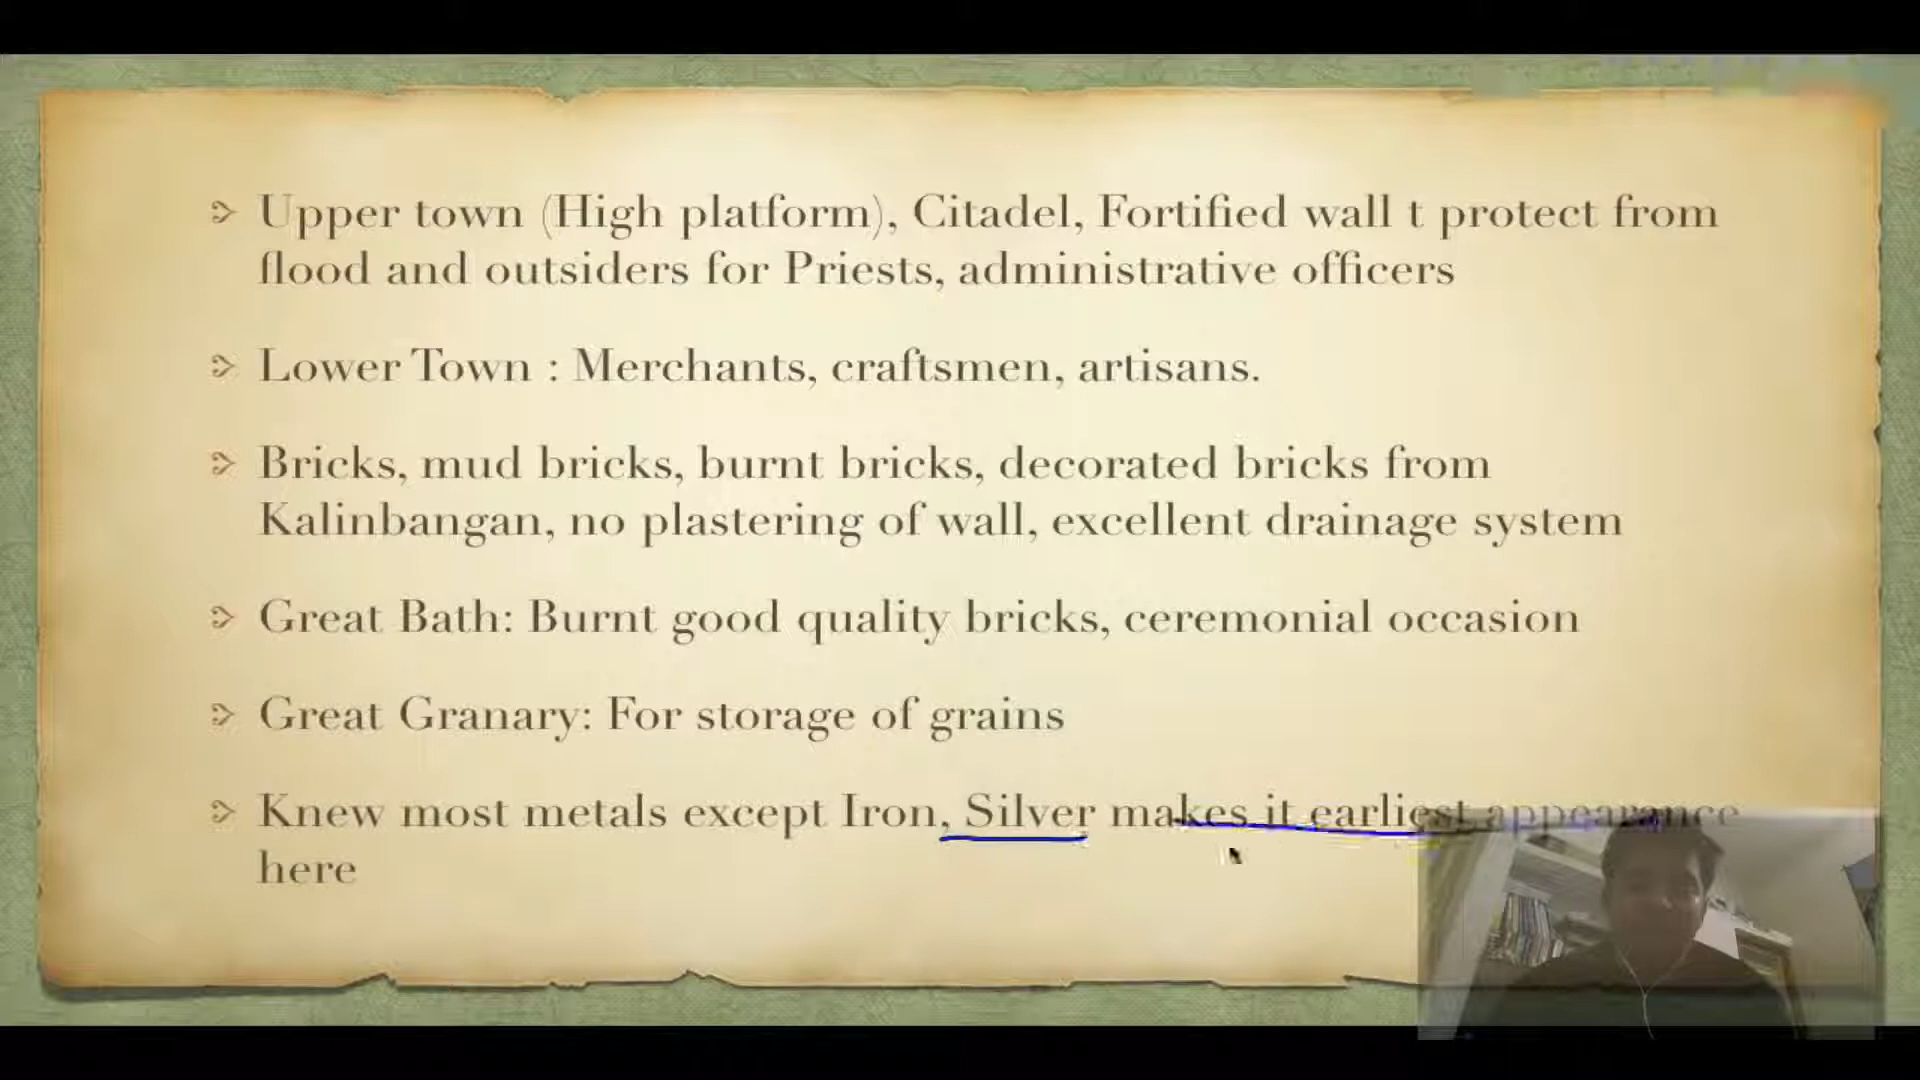 Upper town (High platform), Citadel, Fortified wall t protect from
flood and outsiders for Priests, administrative officers
Lower Town : Merchants, craftsmen, artisans.
Bricks, mud bricks, burnt bricks, decorated bricks from
Kalinbangan, no plastering of wall, excellent drainage system
Great Bath: Burnt good quality bricks, ceremonial occasion
Great Granary: For storage of grains
Knew most metals except Iron, Silver makes it earliest appearance
here